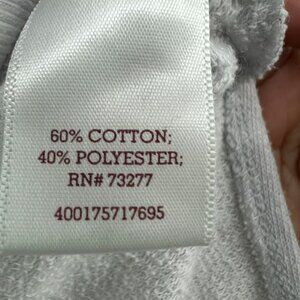 60% COTTON;
40% POLYESTER;
RN# 73277
400175717695